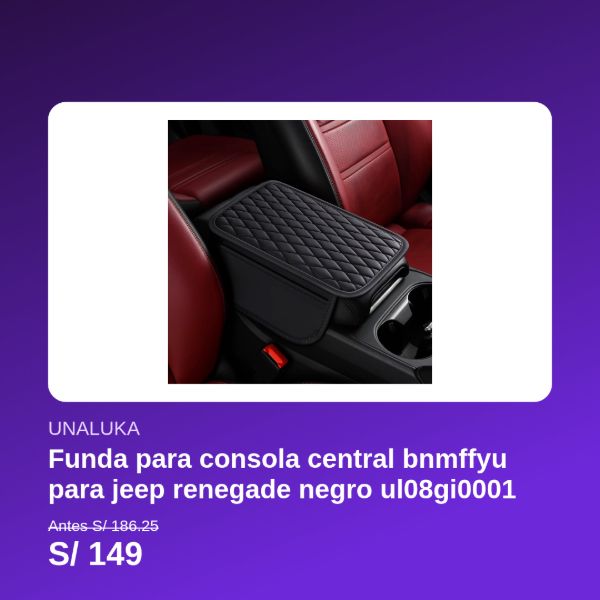 UNALUKA
Funda para consola central bnmffyu
para jeep renegade negro ul08gi0001
Antes S/ 186.25
S/ 149